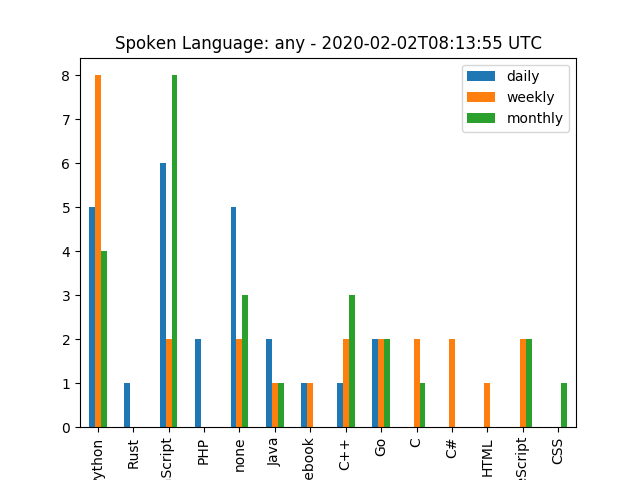 Spoken Language: any - 2020-02-02T08:13:55 UTC
daily
weekly
monthly
8
7
6
5
4
3
2
1
0
ython
Rust
Script
PHP
none
Java
ebook
C++
Go
C
C#
HTML
eScript
CSS